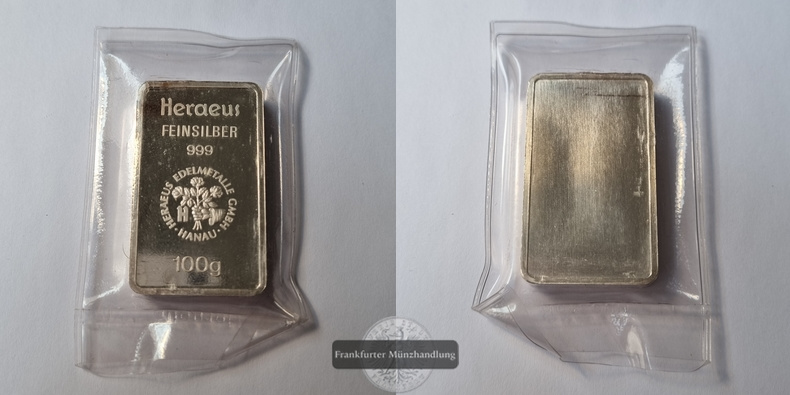 Heraeus
FEINSILBER
999
HERAEUS EDELMETALLE GMBH
· HANAU ·
H
100g
Frankfurter Münzhandlung